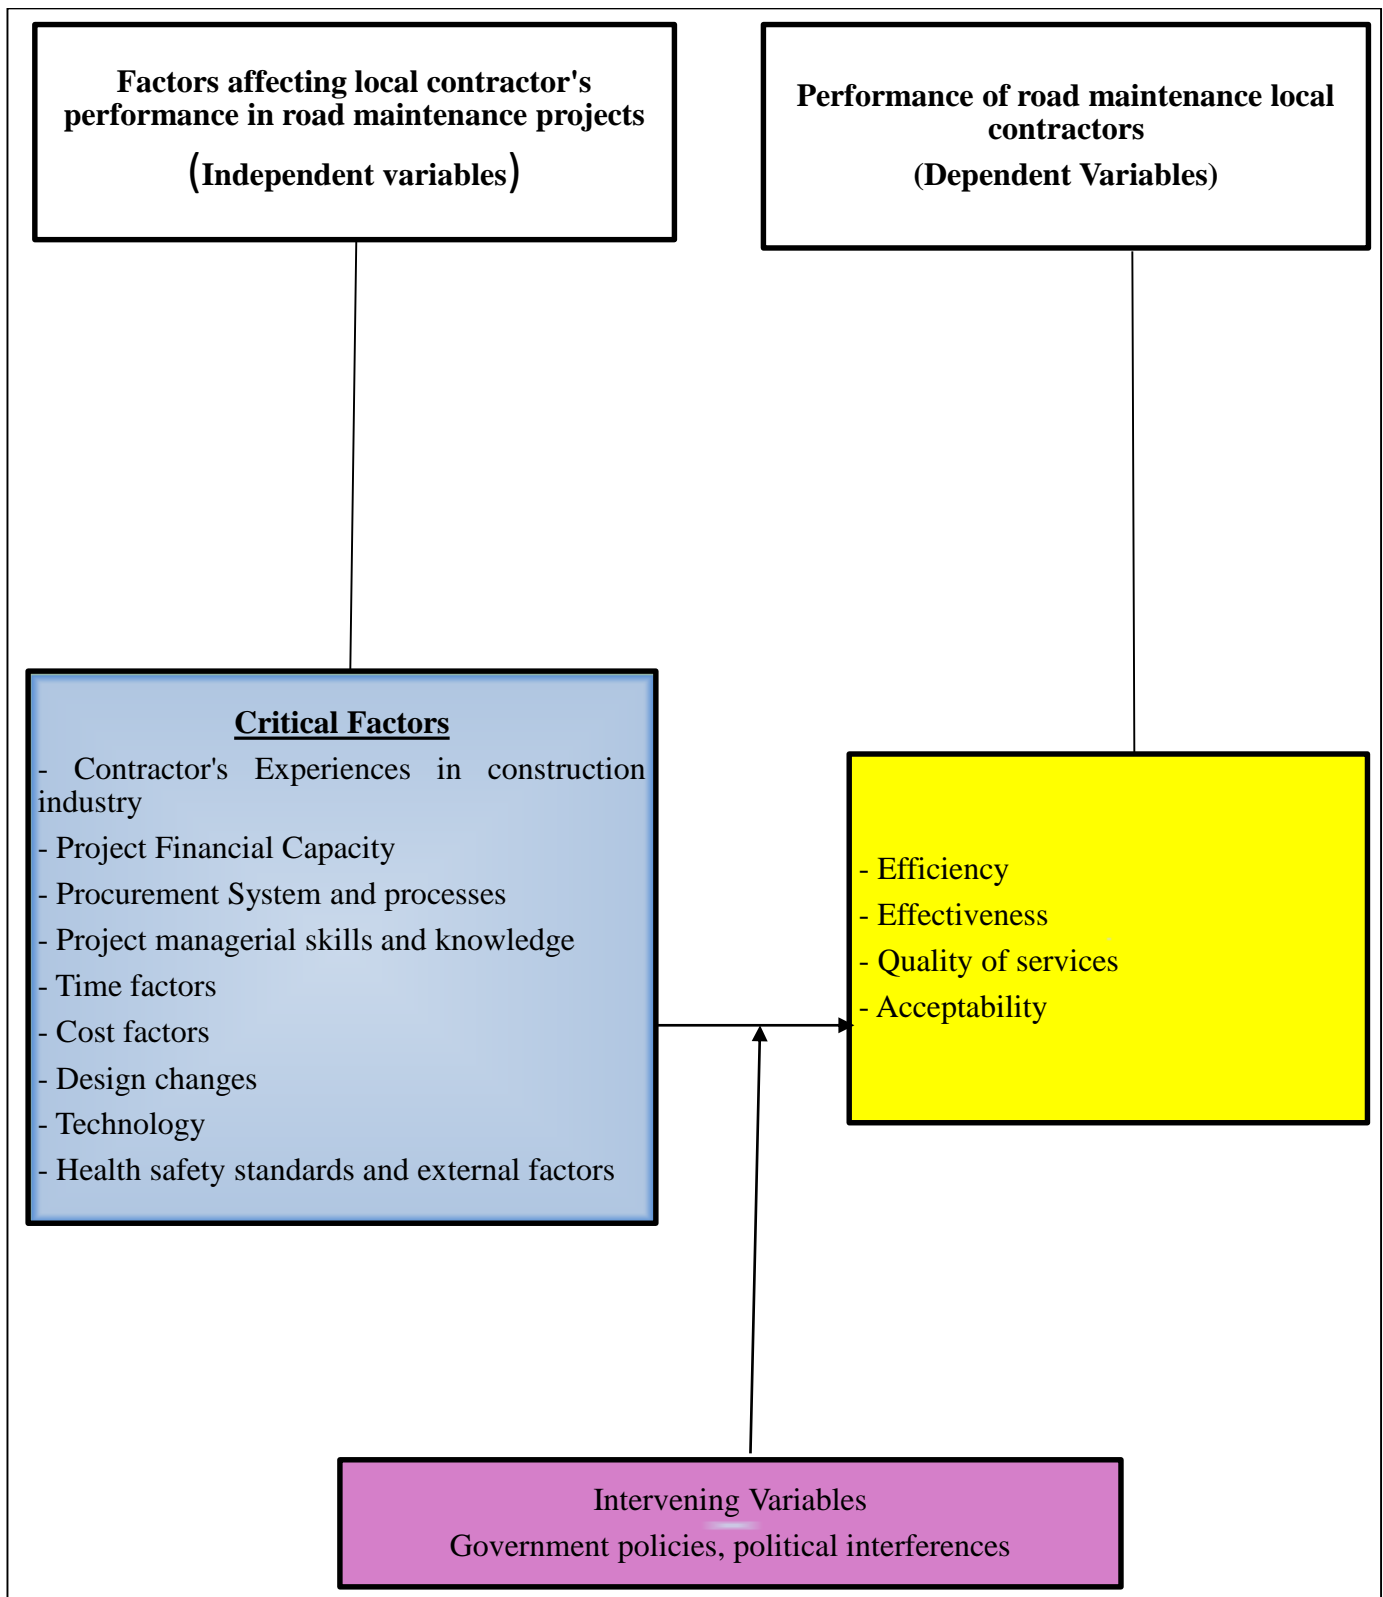 Factors affecting local contractor's
performance in road maintenance projects
(Independent variables)
Performance of road maintenance local
contractors
(Dependent Variables)
Critical Factors
- Contractor's Experiences in construction
industry
- Project Financial Capacity
- Procurement System and processes
- Project managerial skills and knowledge
- Time factors
- Cost factors
- Design changes
- Technology
- Health safety standards and external factors
- Efficiency
- Effectiveness
- Quality of services
- Acceptability
Intervening Variables
Government policies, political interferences